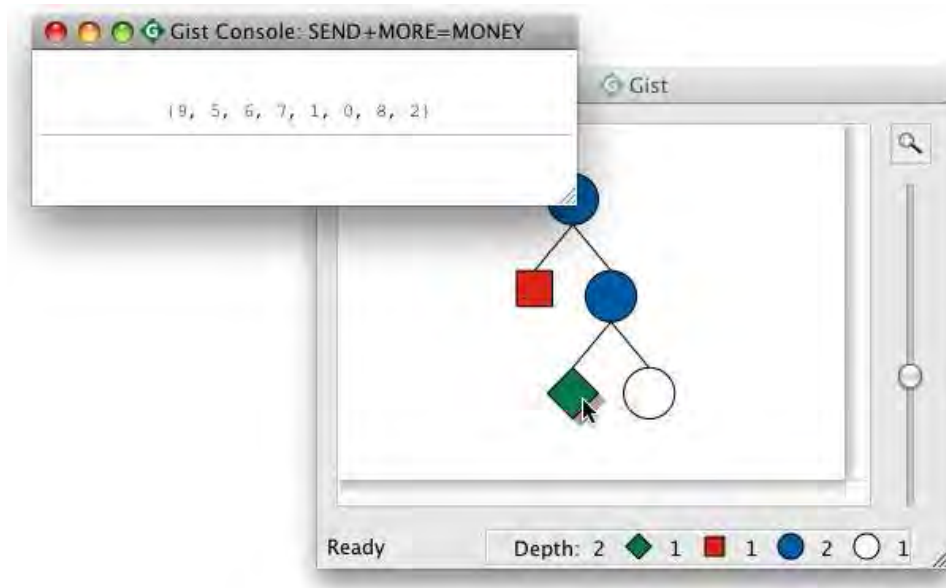 Gist Console: SEND+MORE=MONEY
{9, 5, 6, 7, 1, 0, 8, 2}
Gist
Ready
Depth: 2 1 1 2 1